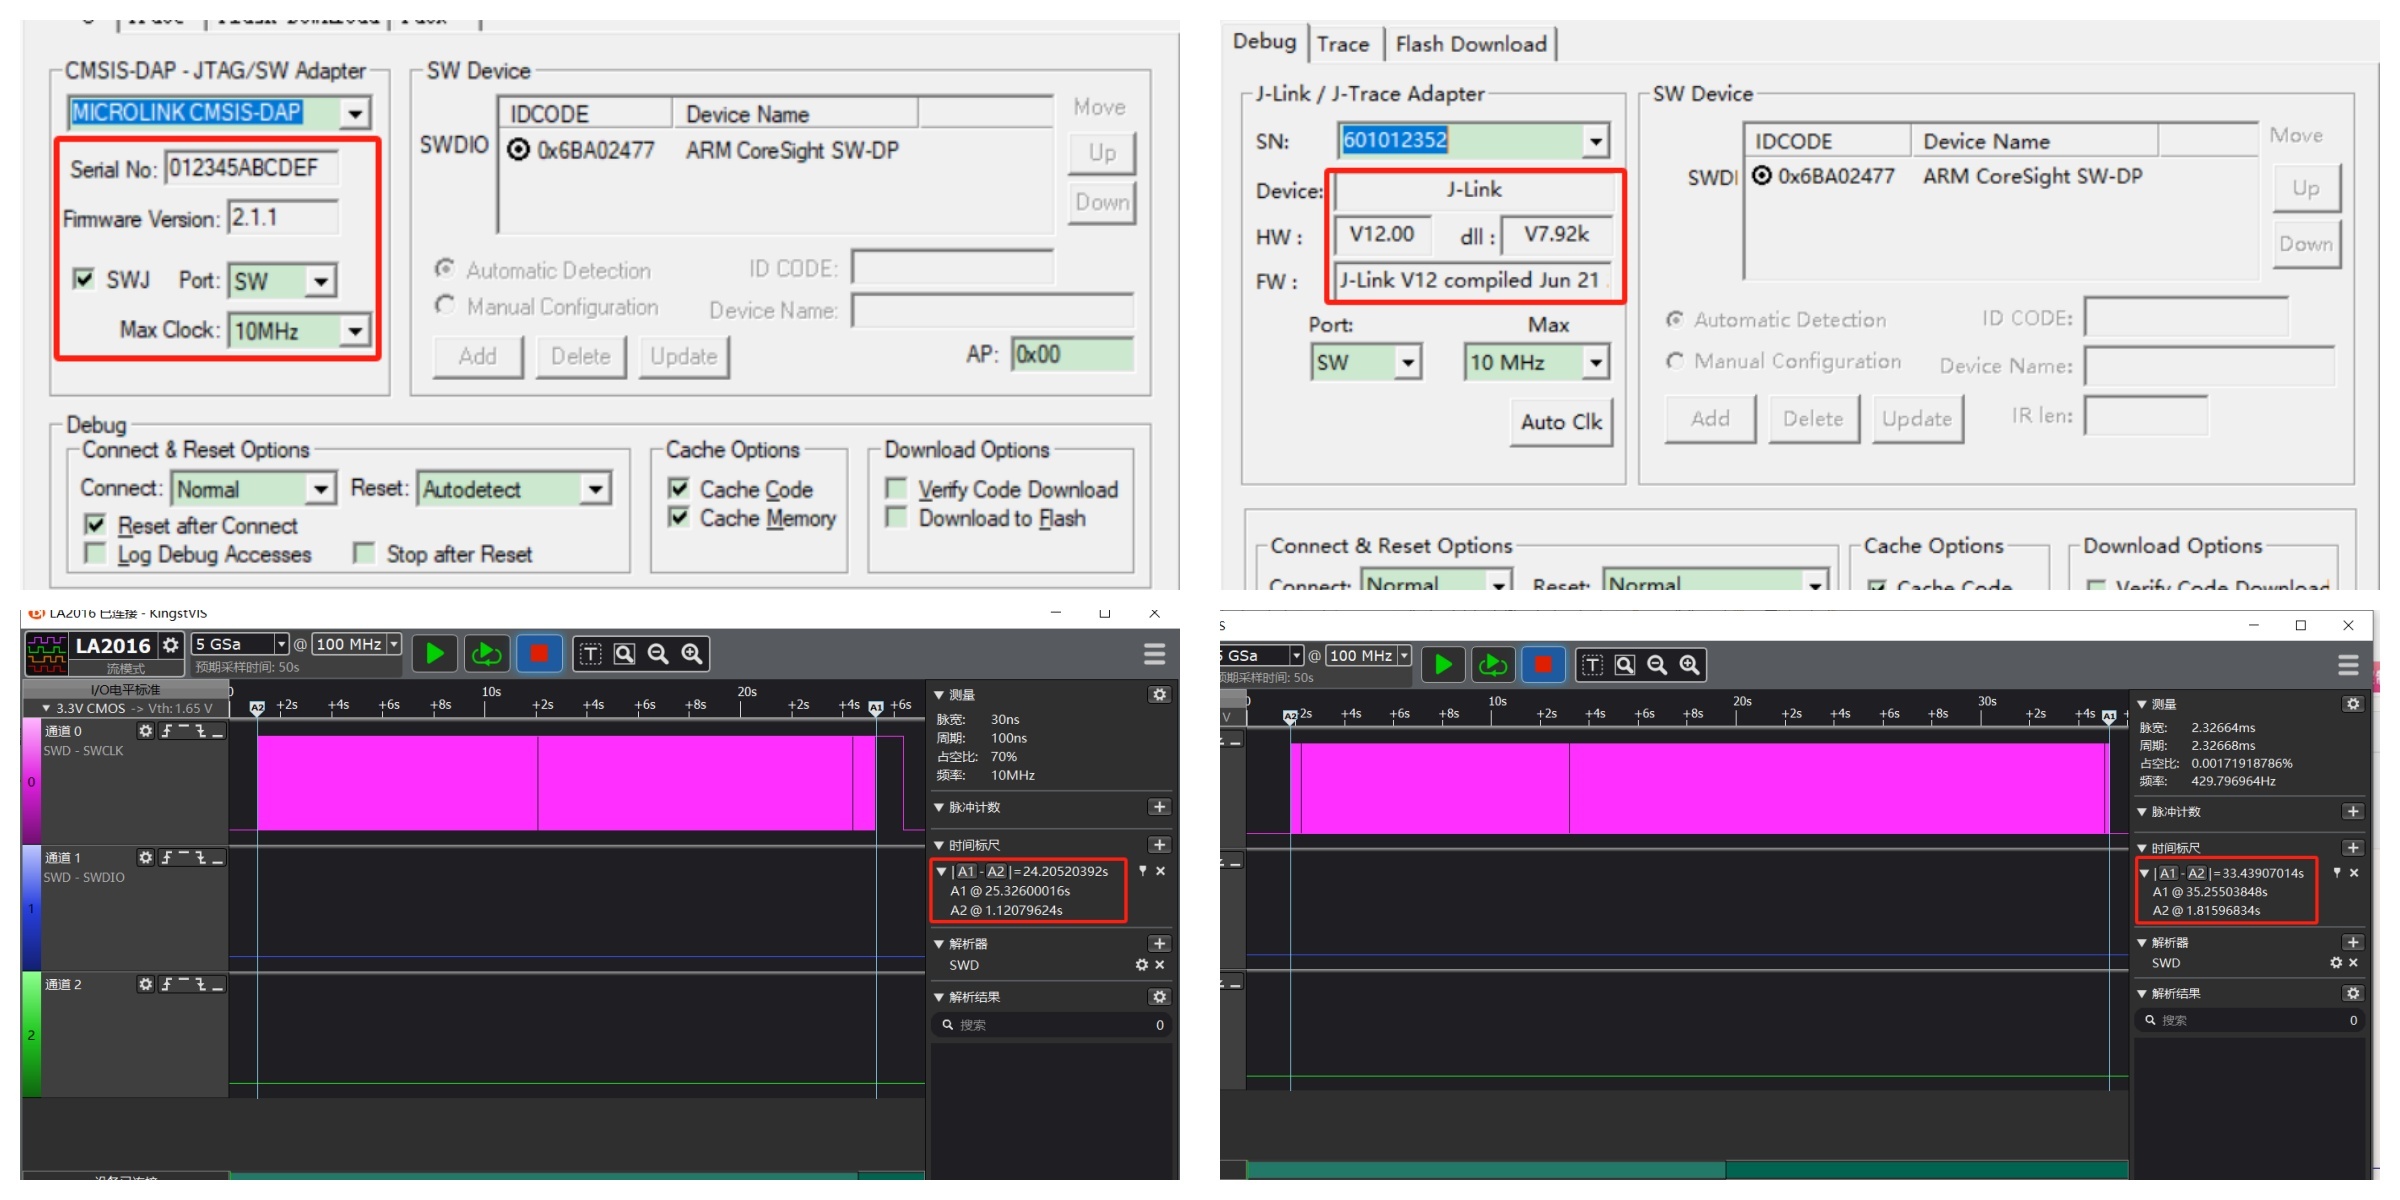 CMSIS-DAP - JTAG/SW Adapter
MICROLINK CMSIS-DAP
Serial No: 012345ABCDEF
Firmware Version: 2.1.1
SWJ Port: SW
Max Clock: 10MHz
SW Device
IDCODE Device Name Move
SWDIO 0x6BA02477 ARM CoreSight SW-DP Up
Down
Automatic Detection ID CODE:
Manual Configuration Device Name:
Add Delete Update AP: 0x00
Debug
Connect & Reset Options
Connect: Normal Reset: Autodetect
Reset after Connect
Log Debug Accesses Stop after Reset
Cache Options
Cache Code
Cache Memory
Download Options
Verify Code Download
Download to Flash
Debug Trace Flash Download
J-Link / J-Trace Adapter
SN: 601012352
Device: J-Link
HW : V12.00 dll : V7.92k
FW : J-Link V12 compiled Jun 21
Port: Max
SW 10 MHz
Auto Clk
SW Device
IDCODE Device Name Move
SWDI 0x6BA02477 ARM CoreSight SW-DP Up
Down
Automatic Detection ID CODE:
Manual Configuration Device Name:
Add Delete Update IR len:
Connect & Reset Options Cache Options Download Options
Connect: Normal Reset: Normal Cache Code Verify Code Download
LA2016 已连接 - KingstVIS
LA2016 5 GSa @ 100 MHz
流模式 预期采样时间: 50s
I/O电平标准
3.3V CMOS -> Vth: 1.65 V
10s 20s
A2 +2s +4s +6s +8s +2s +4s +6s +8s +2s +4s A1 +6s
通道 0
SWD - SWCLK
0
通道 1
SWD - SWDIO
1
通道 2
2
测量
脉宽: 30ns
周期: 100ns
占空比: 70%
频率: 10MHz
脉冲计数
时间标尺
|A1 - A2|=24.20520392s
A1 @ 25.32600016s
A2 @ 1.12079624s
解析器
SWD
解析结果
搜索 0
S
GSa @ 100 MHz
预期采样时间: 50s
V
10s 20s 30s
A2 2s +4s +6s +8s +2s +4s +6s +8s +2s +4s +6s +8s +2s +4s A1
测量
脉宽: 2.32664ms
周期: 2.32668ms
占空比: 0.00171918786%
频率: 429.796964Hz
脉冲计数
时间标尺
|A1 - A2|=33.43907014s
A1 @ 35.25503848s
A2 @ 1.81596834s
解析器
SWD
解析结果
搜索 0